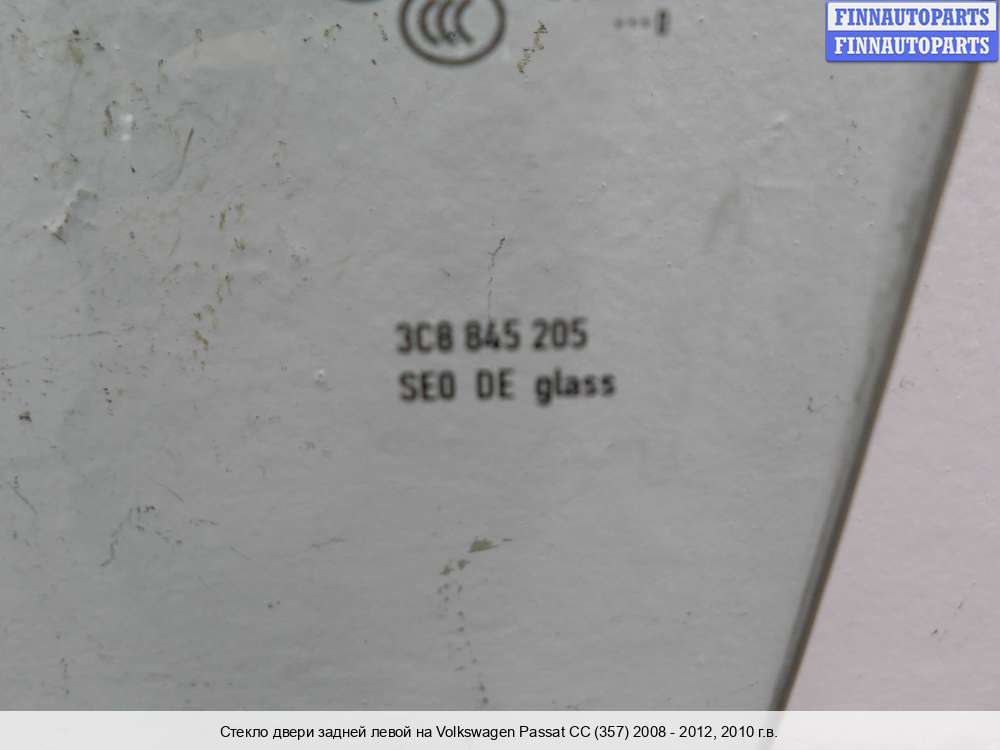 FINNAUTOPARTS
FINNAUTOPARTS
3C8 845 205
SEO DE glass
Стекло двери задней левой на Volkswagen Passat CC (357) 2008 - 2012, 2010 г.в.